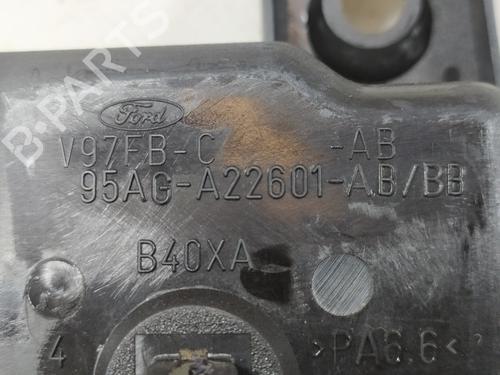 Ford
V97FB-C -AB
95AG-A22601-AB/BB
B40XA
4 >PA6.6<
B-PARTS